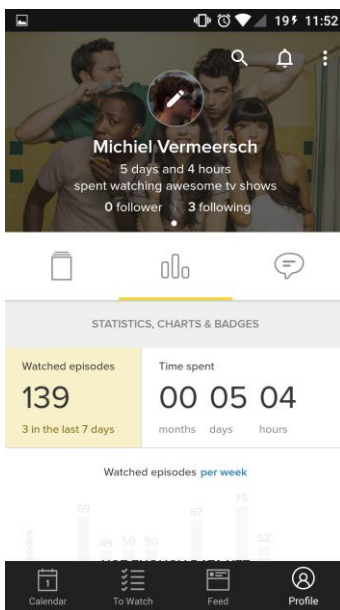 19 11:52
Michiel Vermeersch
5 days and 4 hours
spent watching awesome tv shows
0 follower 3 following
STATISTICS, CHARTS & BADGES
Watched episodes
139
3 in the last 7 days
Time spent
00 05 04
months days hours
Watched episodes per week
75
69
67
49 50 50
52
1
Calendar To Watch Feed Profile